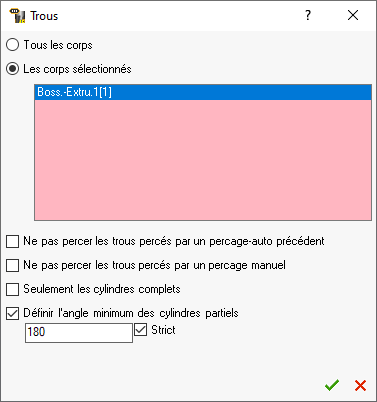 Trous ?
Tous les corps
Les corps sélectionnés
Boss.-Extru.1[1]
Ne pas percer les trous percés par un percage-auto précédent
Ne pas percer les trous percés par un percage manuel
Seulement les cylindres complets
Définir l'angle minimum des cylindres partiels
180 Strict